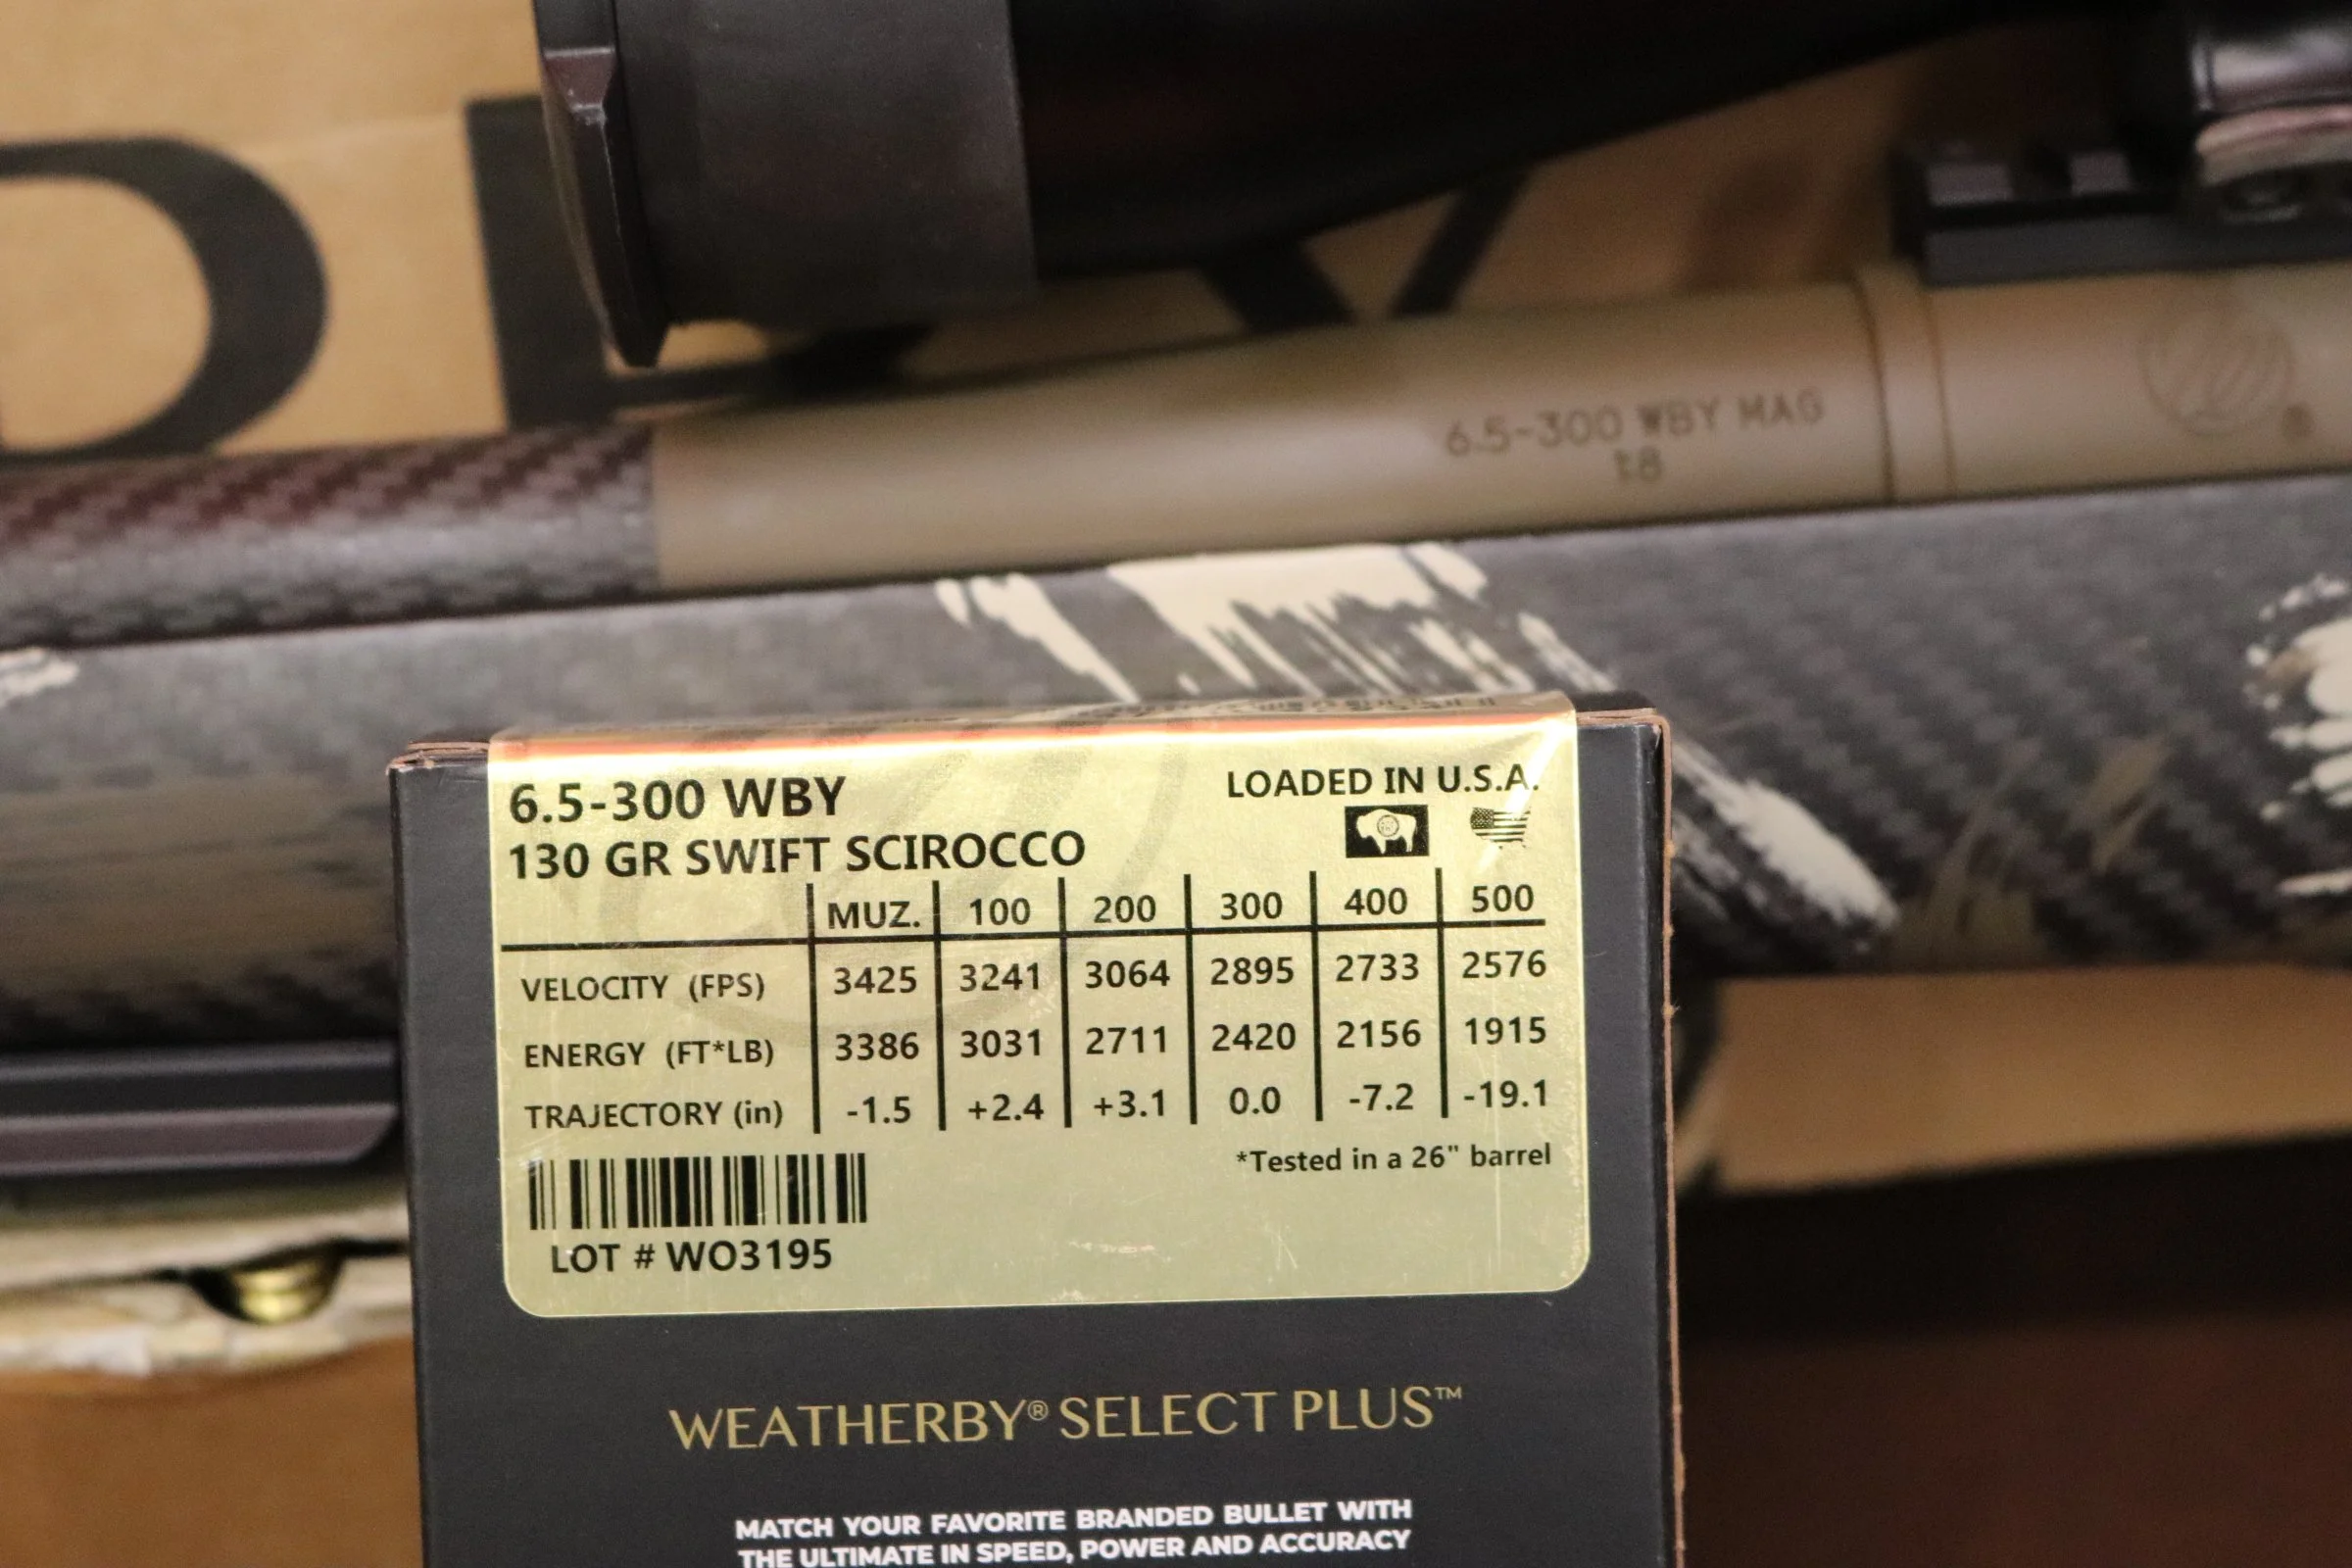 6.5-300 WBY MAG
1:8
6.5-300 WBY
LOADED IN U.S.A.
130 GR SWIFT SCIROCCO
MUZ. 100 200 300 400 500
VELOCITY (FPS) 3425 3241 3064 2895 2733 2576
ENERGY (FT*LB) 3386 3031 2711 2420 2156 1915
TRAJECTORY (in) -1.5 +2.4 +3.1 0.0 -7.2 -19.1
*Tested in a 26" barrel
LOT # WO3195
WEATHERBY® SELECT PLUS™
MATCH YOUR FAVORITE BRANDED BULLET WITH
THE ULTIMATE IN SPEED, POWER AND ACCURACY